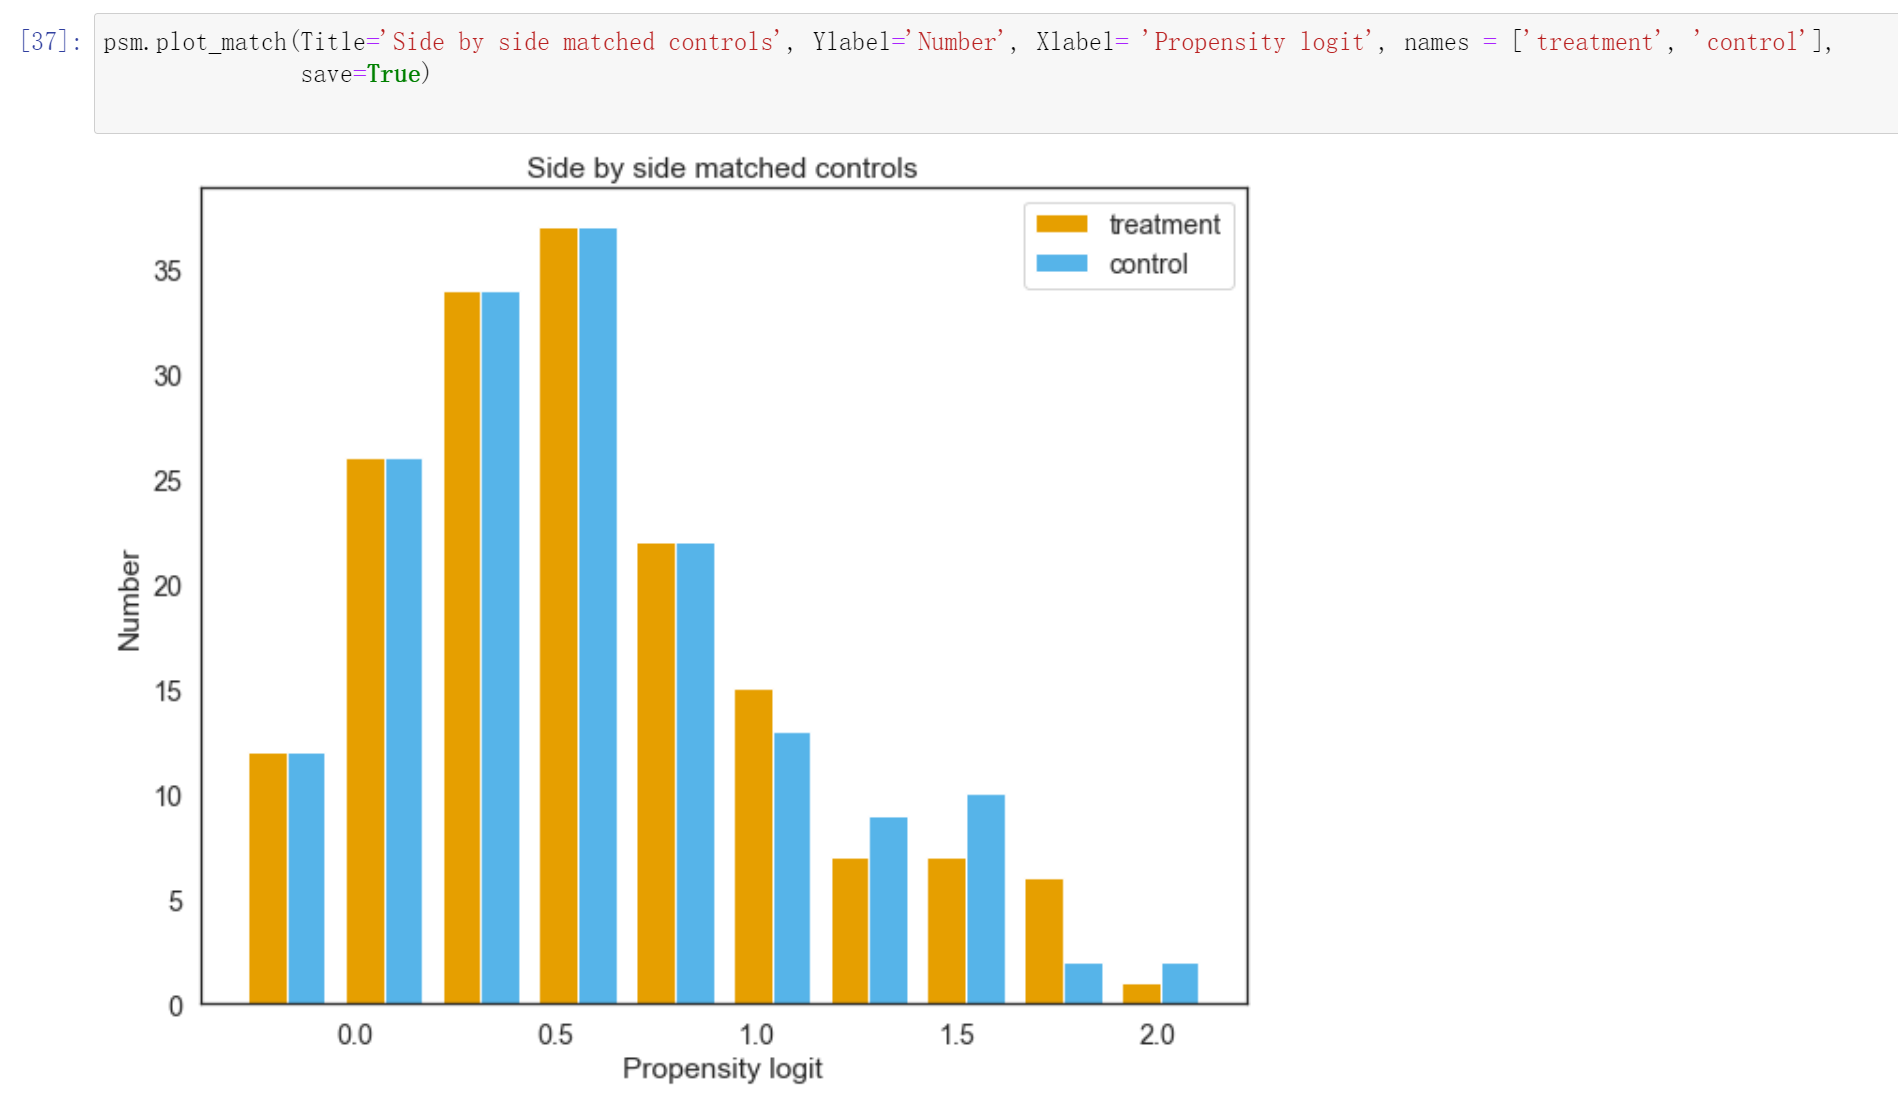 [37]: psm.plot_match(Title='Side by side matched controls', Ylabel='Number', Xlabel= 'Propensity logit', names = ['treatment', 'control'],
save=True)
Side by side matched controls
treatment
control
35
30
25
20
15
10
5
0
Number
0.0 0.5 1.0 1.5 2.0
Propensity logit